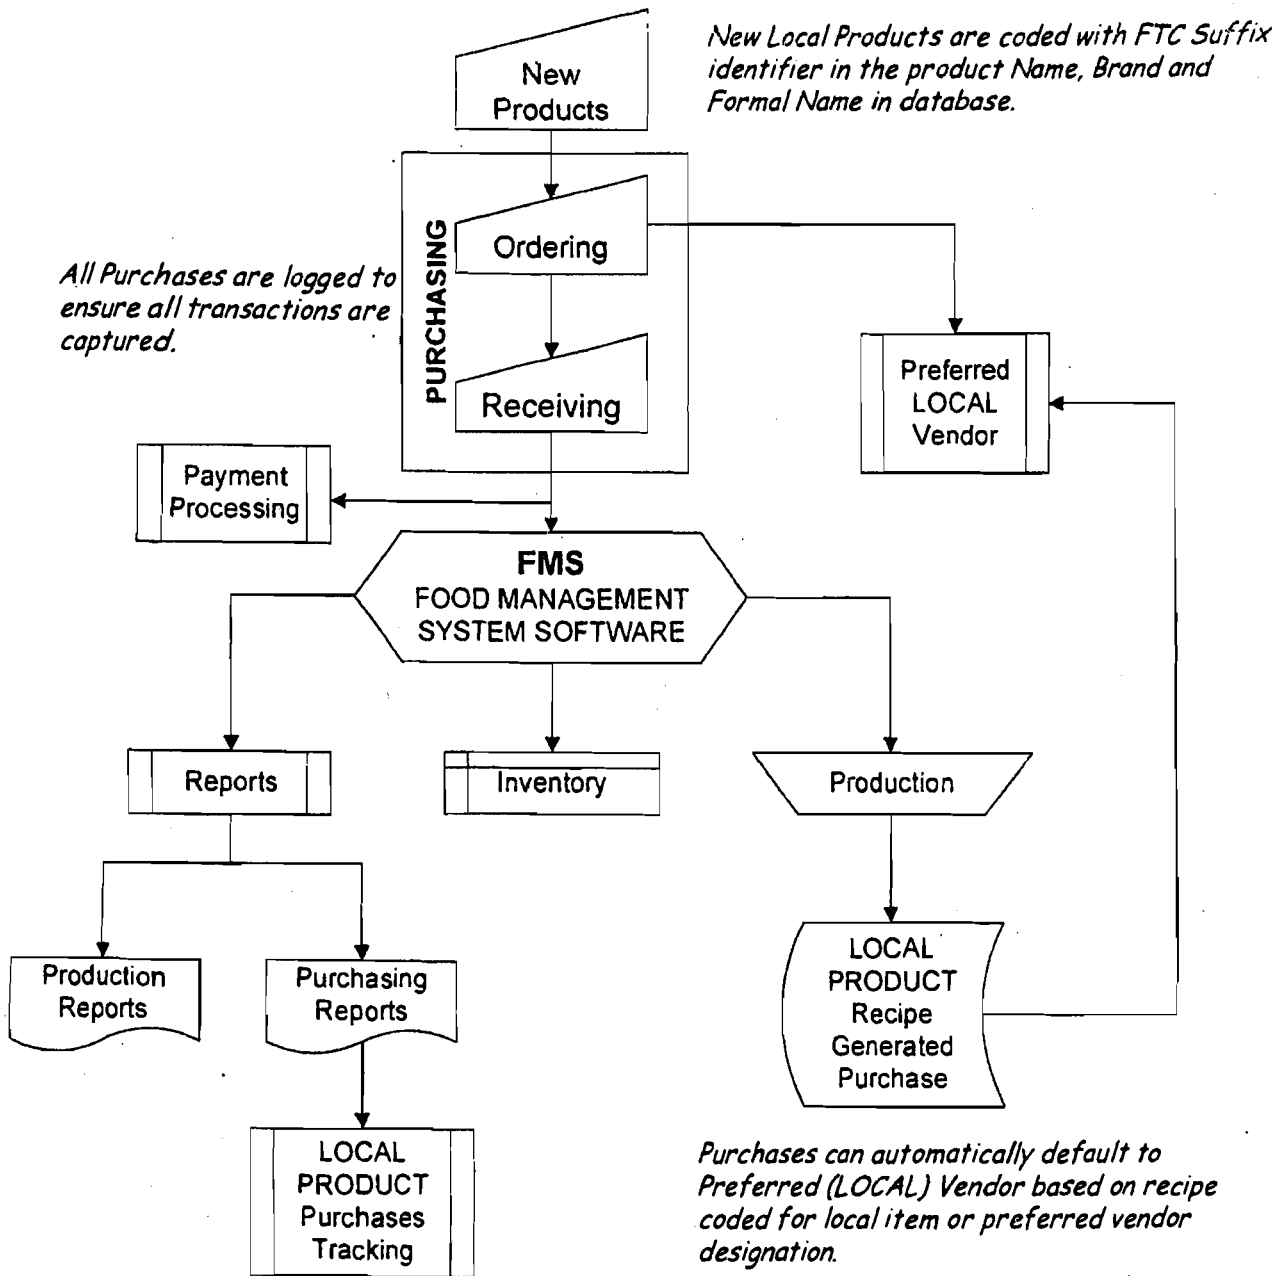 New
Products
New Local Products are coded with FTC Suffix
identifier in the product Name, Brand and
Formal Name in database.
PURCHASING
Ordering
All Purchases are logged to
ensure all transactions are
captured.
Receiving
Preferred
LOCAL
Vendor
Payment
Processing
FMS
FOOD MANAGEMENT
SYSTEM SOFTWARE
Reports
Inventory
Production
Production
Reports
Purchasing
Reports
LOCAL
PRODUCT
Recipe
Generated
Purchase
LOCAL
PRODUCT
Purchases
Tracking
Purchases can automatically default to
Preferred (LOCAL) Vendor based on recipe
coded for local item or preferred vendor
designation.